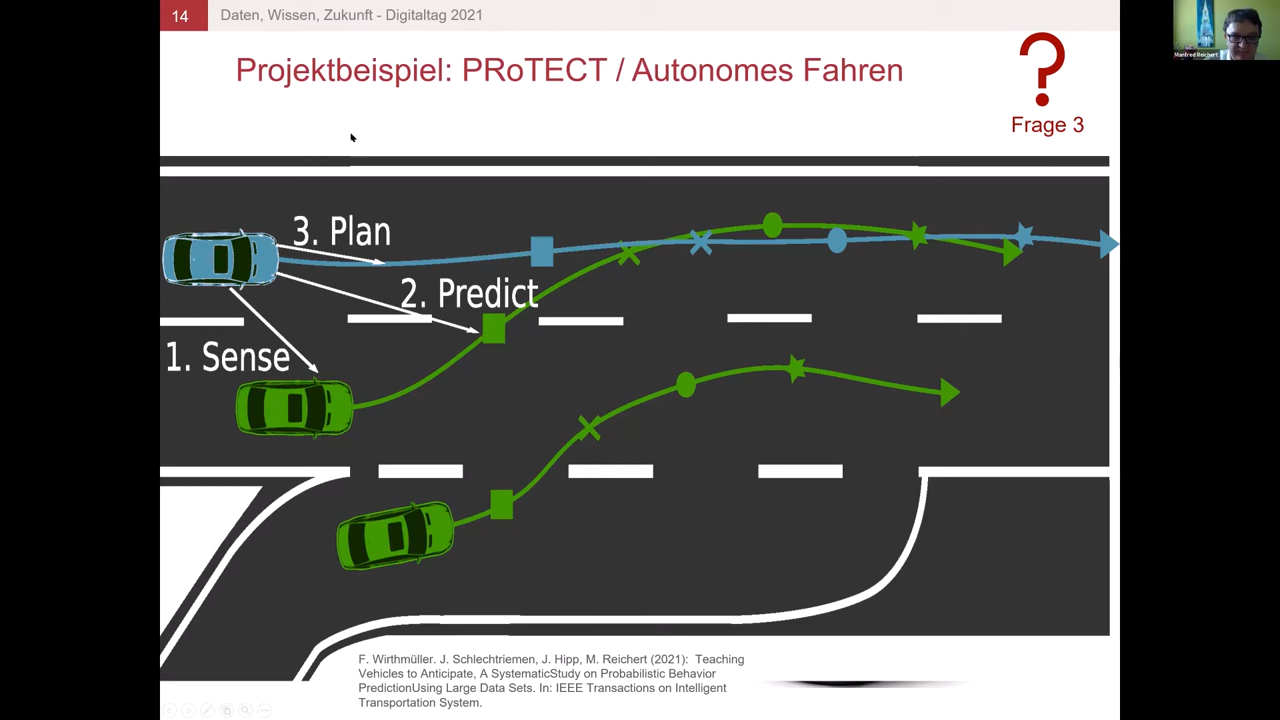 14
Daten, Wissen, Zukunft - Digitaltag 2021
Manfred Reichert
Projektbeispiel: PRoTECT / Autonomes Fahren
?
Frage 3
3. Plan
2. Predict
1. Sense
F. Wirthmüller. J. Schlechtriemen, J. Hipp, M. Reichert (2021): Teaching
Vehicles to Anticipate, A SystematicStudy on Probabilistic Behavior
PredictionUsing Large Data Sets. In: IEEE Transactions on Intelligent
Transportation System.